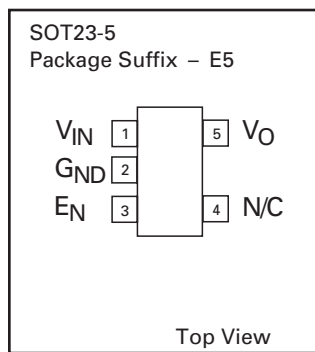 SOT23-5
Package Suffix – E5
VIN 1 5 VO
GND 2
EN 3 4 N/C
Top View